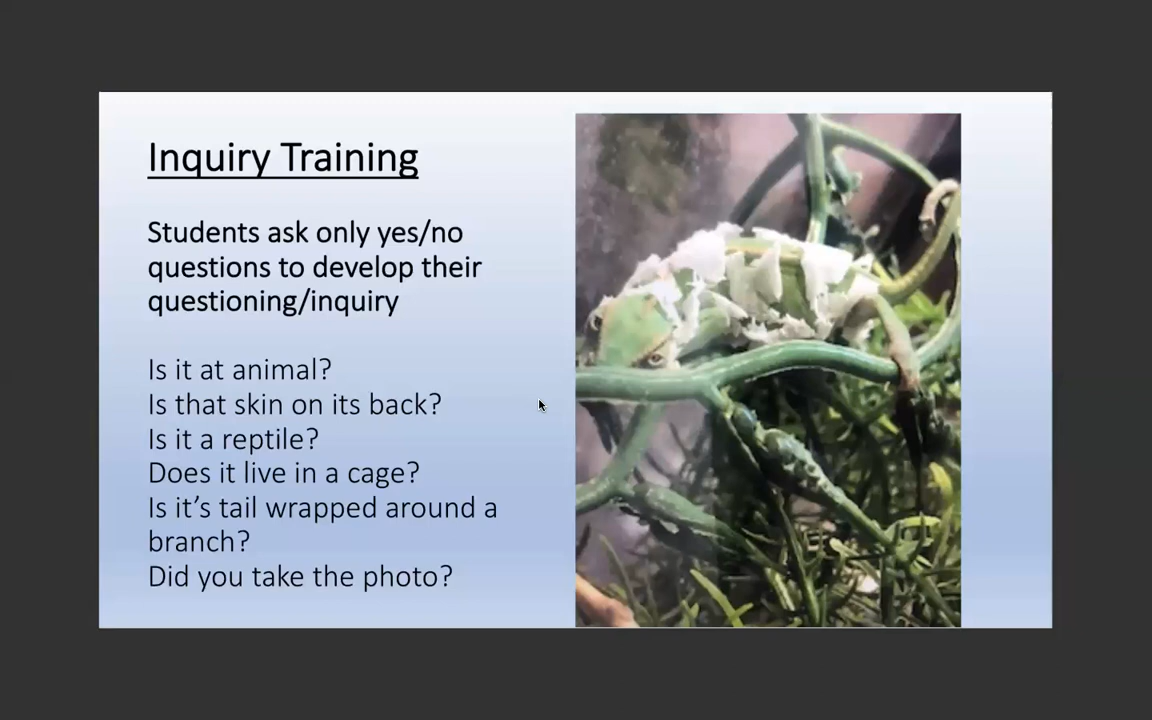 Inquiry Training
Students ask only yes/no
questions to develop their
questioning/inquiry
Is it at animal?
Is that skin on its back?
Is it a reptile?
Does it live in a cage?
Is it’s tail wrapped around a
branch?
Did you take the photo?